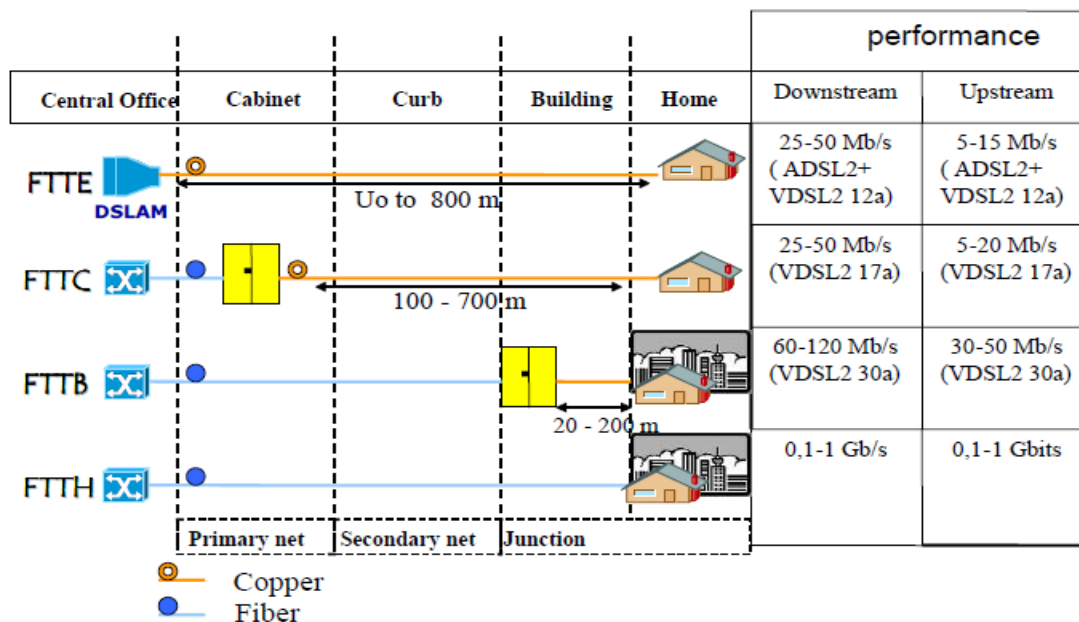 performance
Central Office Cabinet Curb Building Home Downstream Upstream
FTTE
DSLAM
Uo to 800 m
25-50 Mb/s
( ADSL2+
VDSL2 12a)
5-15 Mb/s
( ADSL2+
VDSL2 12a)
FTTC
100 - 700 m
25-50 Mb/s
(VDSL2 17a)
5-20 Mb/s
(VDSL2 17a)
FTTB
20 - 200 m
60-120 Mb/s
(VDSL2 30a)
30-50 Mb/s
(VDSL2 30a)
FTTH
0,1-1 Gb/s
0,1-1 Gbits
Primary net Secondary net Junction
Copper
Fiber